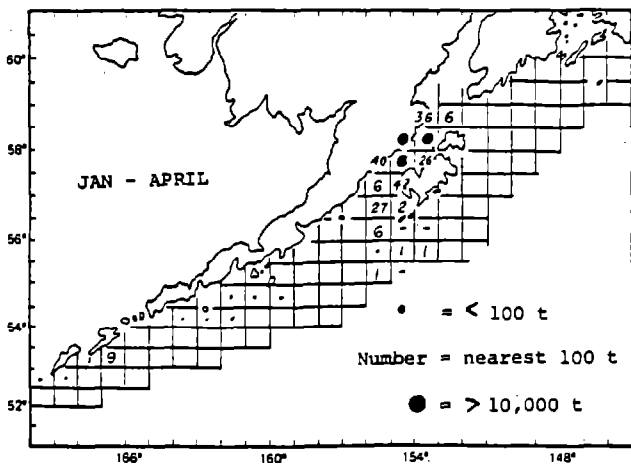 60°
36 6
58°
40 26
JAN - APRIL
6 42
27 2
56°
6 - -
1 1
1 -
• = < 100 t
54°
Number = nearest 100 t
9
● = > 10,000 t
52°
166° 160° 154° 148°